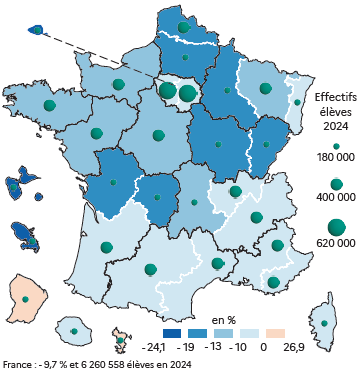 Effectifs
élèves
2024
180 000
400 000
620 000
en %
-24,1 -19 -13 -10 0 26,9
France : - 9,7 % et 6 260 558 élèves en 2024